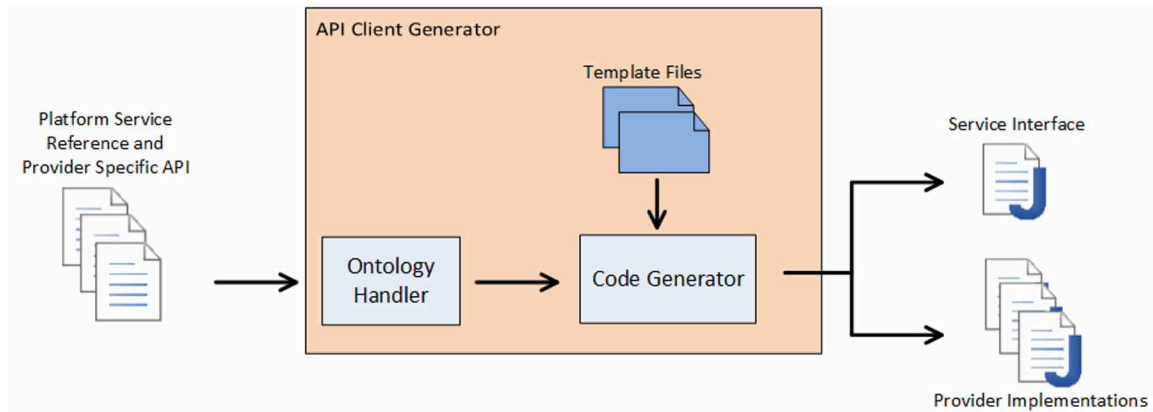 API Client Generator
Template Files
Platform Service
Reference and
Provider Specific API
Service Interface
J
Ontology
Handler
Code Generator
J
Provider Implementations